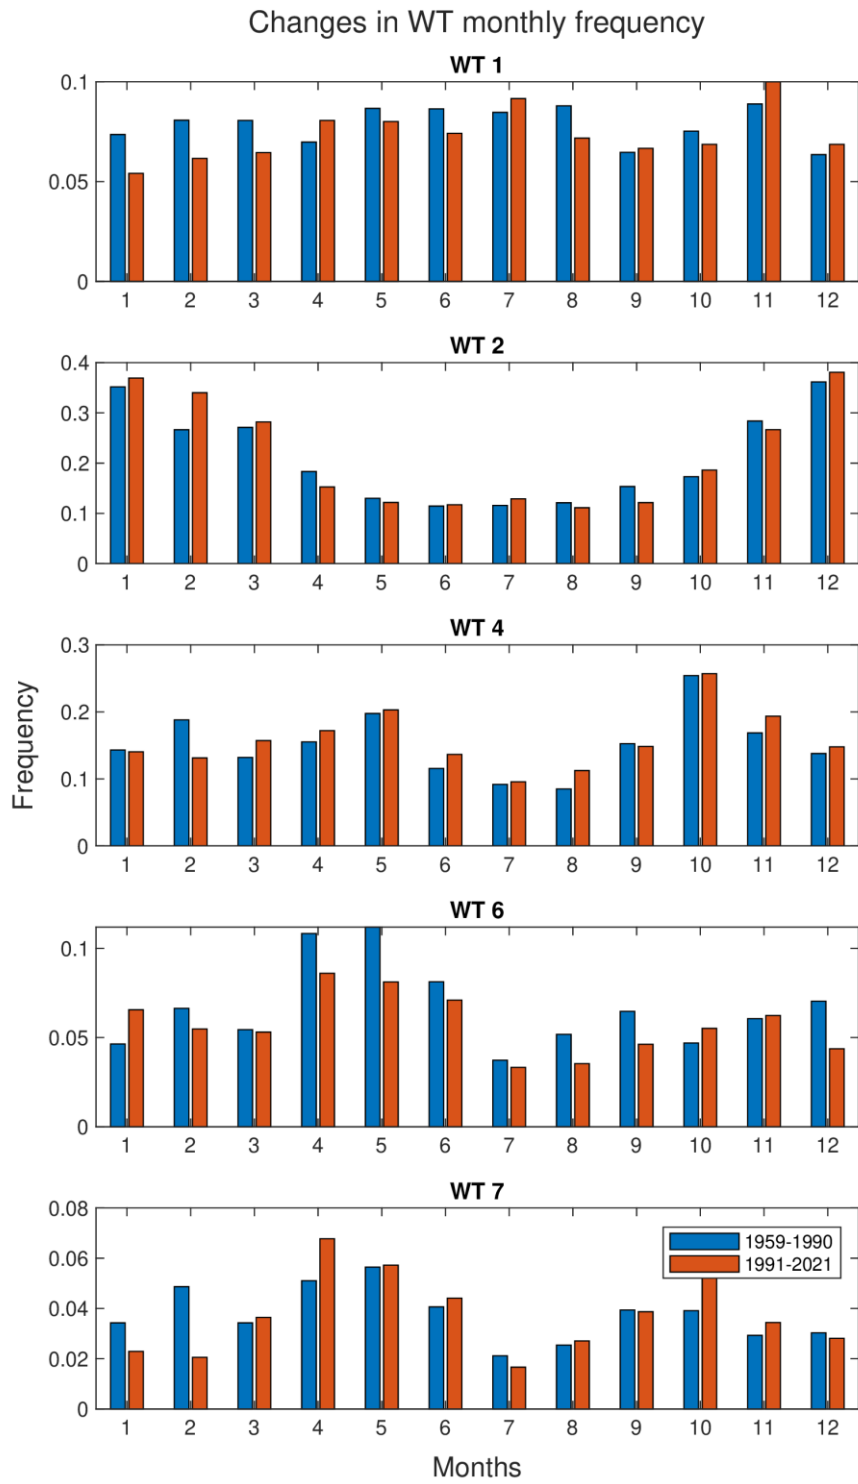 Changes in WT monthly frequency
WT 1
0.1
0.05
0
1 2 3 4 5 6 7 8 9 10 11 12
WT 2
0.4
0.3
0.2
0.1
0
1 2 3 4 5 6 7 8 9 10 11 12
WT 4
0.3
0.2
0.1
0
1 2 3 4 5 6 7 8 9 10 11 12
Frequency
WT 6
0.1
0.05
0
1 2 3 4 5 6 7 8 9 10 11 12
WT 7
0.08
0.06
0.04
0.02
0
1959-1990
1991-2021
1 2 3 4 5 6 7 8 9 10 11 12
Months